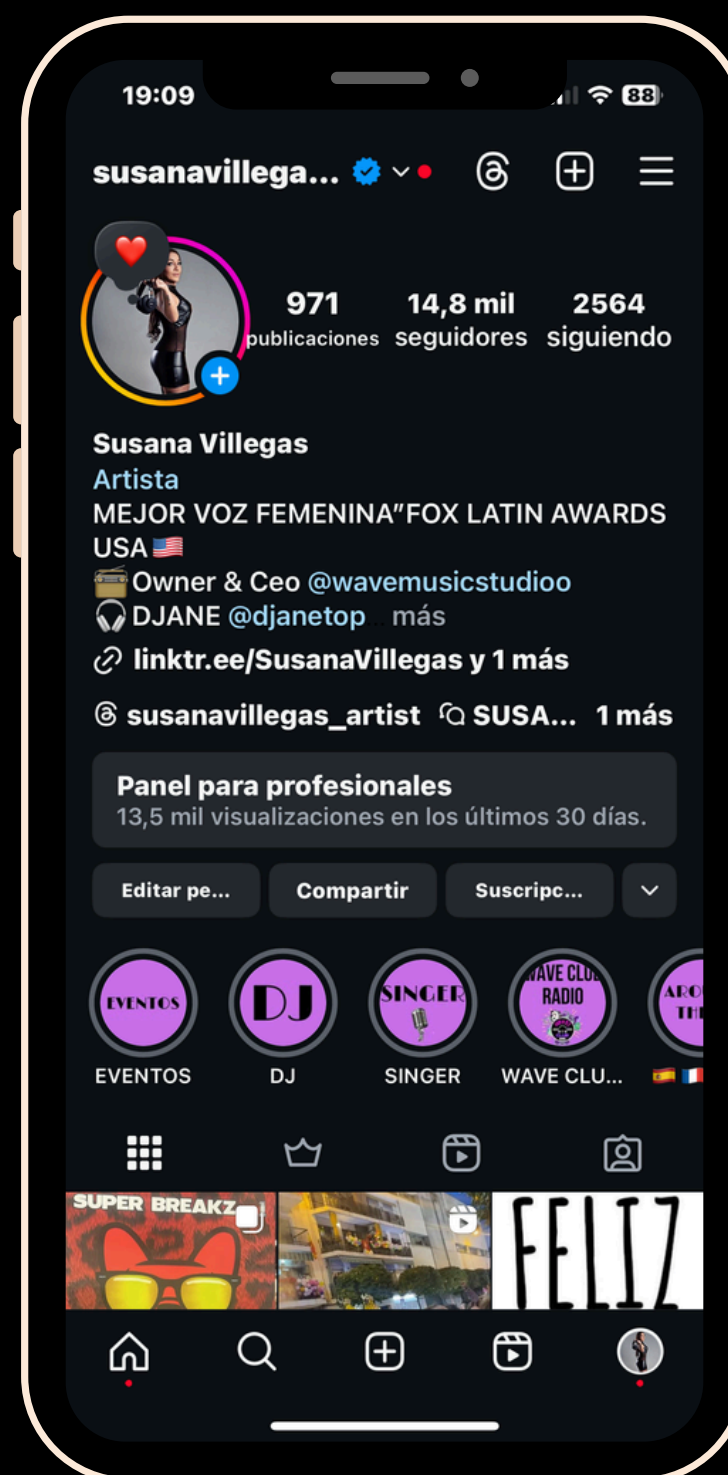 19:09
88
susanavillega...
971 14,8 mil 2564
publicaciones seguidores siguiendo
Susana Villegas
Artista
MEJOR VOZ FEMENINA"FOX LATIN AWARDS
USA🇺🇸
📻Owner & Ceo @wavemusicstudioo
🎧DJANE @djanetop... más
linktr.ee/SusanaVillegas y 1 más
susanavillegas_artist SUSA... 1 más
Panel para profesionales
13,5 mil visualizaciones en los últimos 30 días.
Editar pe... Compartir Suscripc...
EVENTOS DJ SINGER WAVE CLUB RADIO
EVENTOS DJ SINGER WAVE CLU... 🇪🇸🇫🇷
SUPER BREAKZ
FELIZ